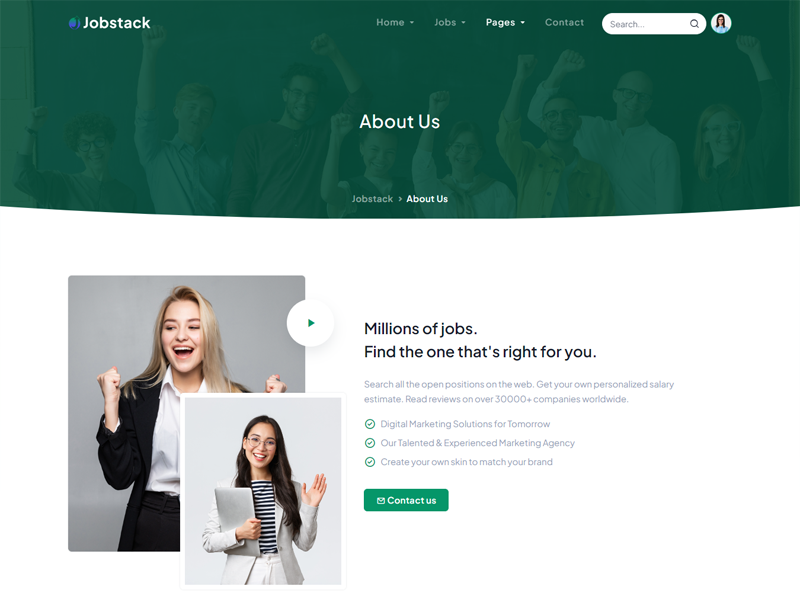 Jobstack
Home
Jobs
Pages
Contact
Search...
About Us
Jobstack > About Us
Millions of jobs.
Find the one that's right for you.
Search all the open positions on the web. Get your own personalized salary
estimate. Read reviews on over 30000+ companies worldwide.
Digital Marketing Solutions for Tomorrow
Our Talented & Experienced Marketing Agency
Create your own skin to match your brand
Contact us